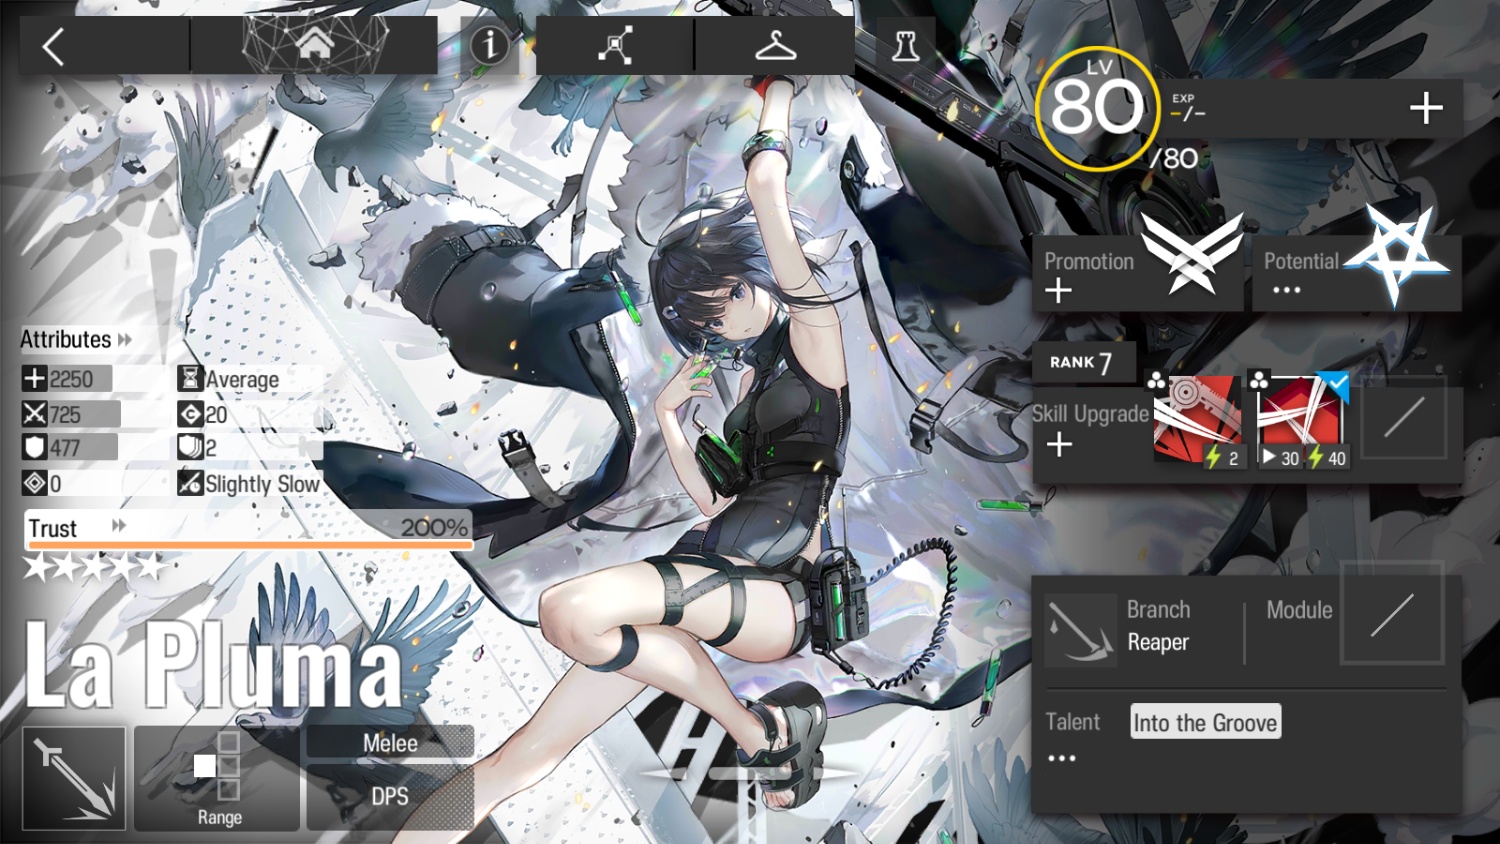 LV
80
/80
EXP
-/-
Promotion
Potential
Attributes
2250
Average
725
20
477
2
0
Slightly Slow
RANK 7
Skill Upgrade
2
30
40
Trust
200%
La Pluma
Branch
Reaper
Module
Talent
Into the Groove
Range
Melee
DPS